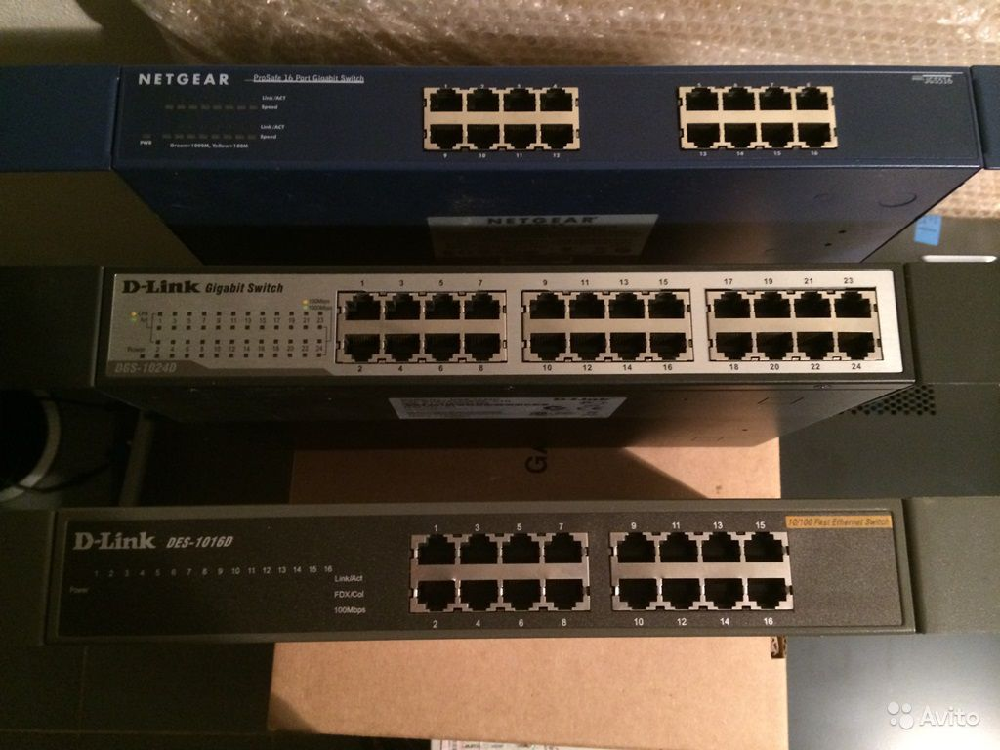 NETGEAR ProSafe 16 Port Gigabit Switch JGS516
Link/ACT
Speed
Link/ACT
Speed
PWR
Green=1000M, Yellow=100M
1 2 3 4
9 10 11 12
13 14 15 16
NETGEAR
D-Link Gigabit Switch
100Mbps
1000Mbps
Link
Act
1 3 5 7 9 11 13 15 17 19 21 23
Power
2 4 6 8 10 12 14 16 18 20 22 24
DGS-1024D
1 3 5 7 9 11 13 15 17 19 21 23
2 4 6 8 10 12 14 16 18 20 22 24
D-Link
GA
D-Link DES-1016D
10/100 Fast Ethernet Switch
1 2 3 4 5 6 7 8 9 10 11 12 13 14 15 16
Power
Link/Act
FDX/Col
100Mbps
1 3 5 7 9 11 13 15
2 4 6 8 10 12 14 16
Avito